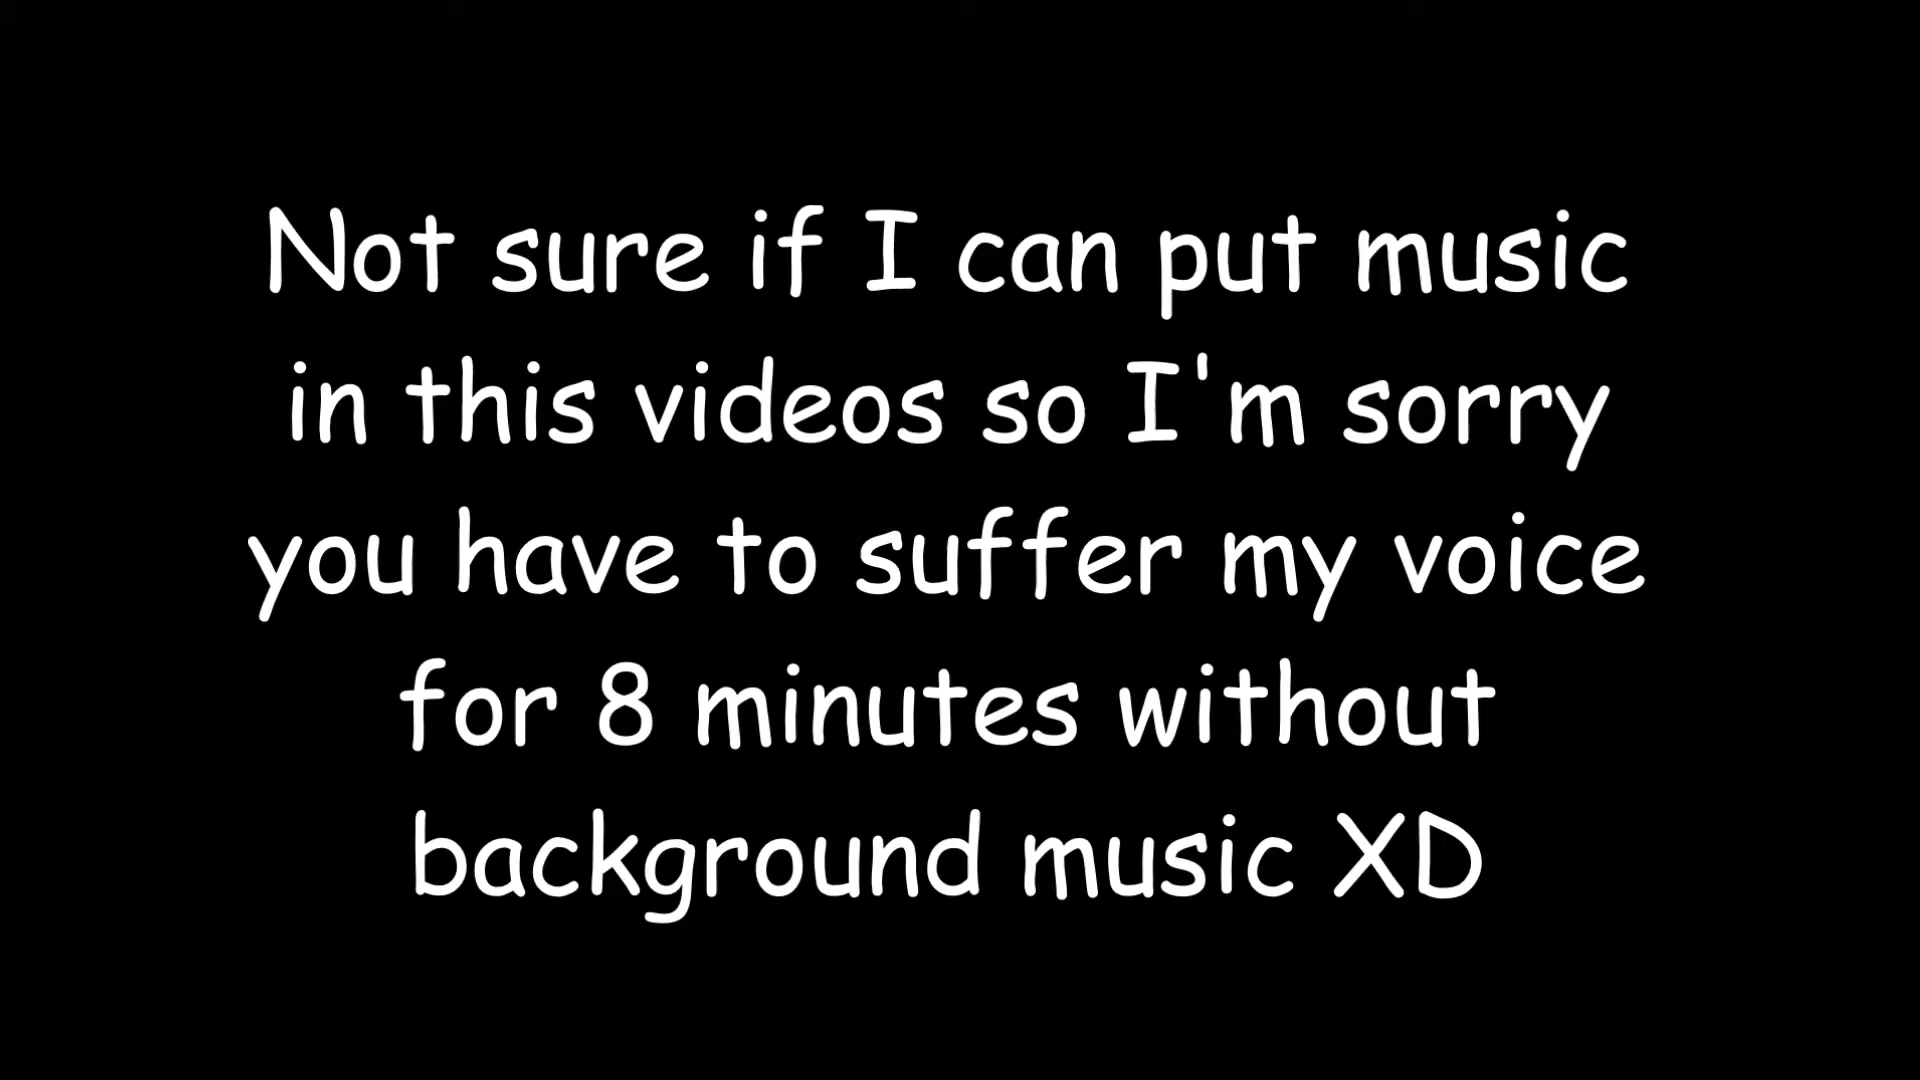 Not sure if I can put music
in this videos so I'm sorry
you have to suffer my voice
for 8 minutes without
background music XD